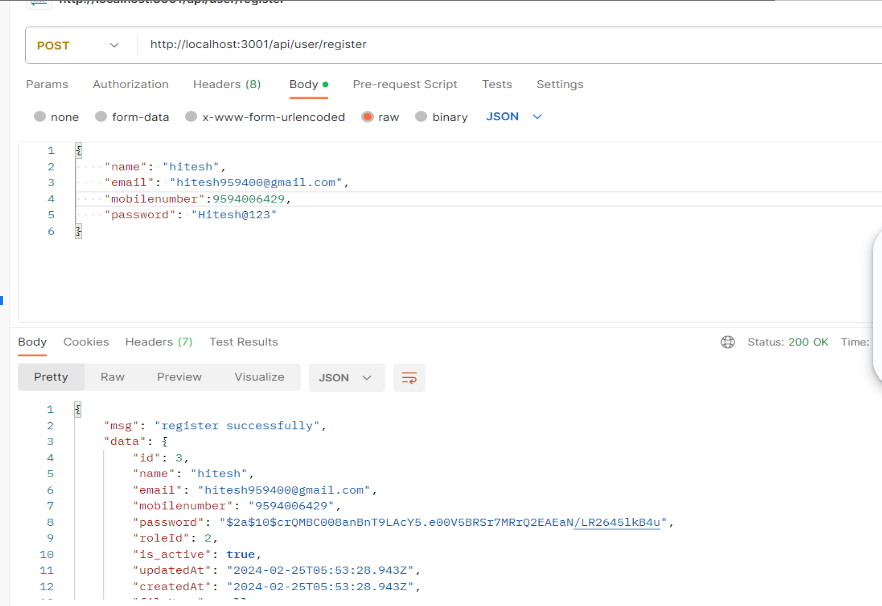 http://localhost:3001/api/user/register
POST http://localhost:3001/api/user/register
Params Authorization Headers (8) Body Pre-request Script Tests Settings
none form-data x-www-form-urlencoded raw binary JSON
1 {
2 "name": "hitesh",
3 "email": "hitesh959400@gmail.com",
4 "mobilenumber":9594006429,
5 "password": "Hitesh@123"
6 }
Body Cookies Headers (7) Test Results Status: 200 OK Time:
Pretty Raw Preview Visualize JSON
1 {
2 "msg": "register successfully",
3 "data": {
4 "id": 3,
5 "name": "hitesh",
6 "email": "hitesh959400@gmail.com",
7 "mobilenumber": "9594006429",
8 "password": "$2a$10$crQMBC008anBnT9LAcY5.e00V5BRSr7MRrQ2EAEaN/LR2645lkB4u",
9 "roleId": 2,
10 "is_active": true,
11 "updatedAt": "2024-02-25T05:53:28.943Z",
12 "createdAt": "2024-02-25T05:53:28.943Z",